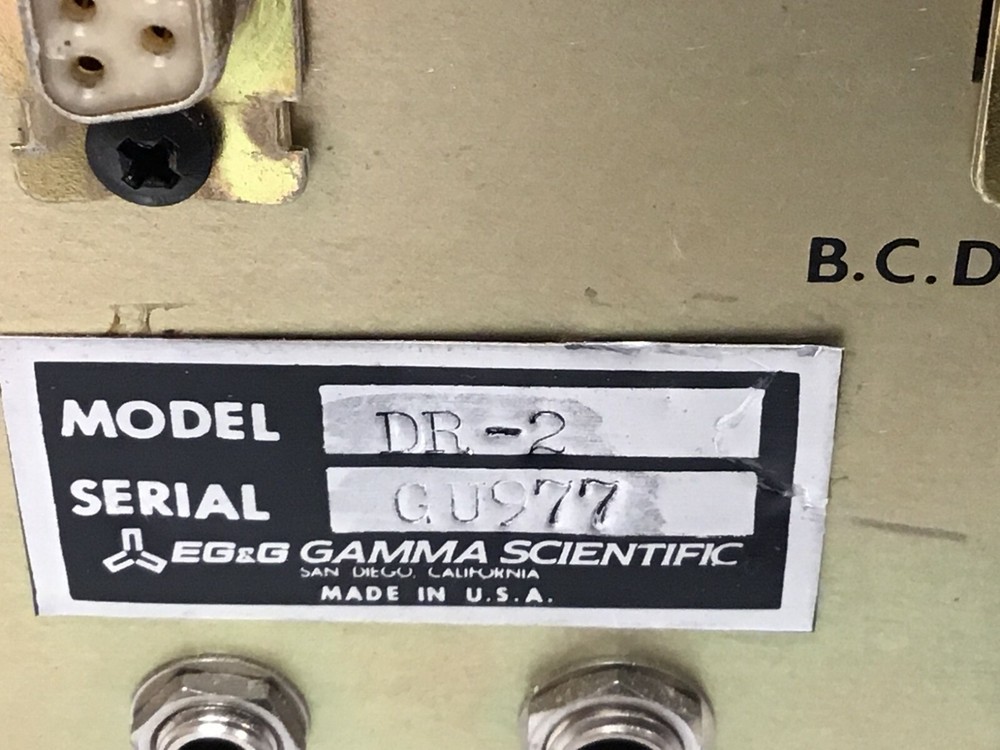 B.C.D
MODEL DR-2
SERIAL GU977
EG&G GAMMA SCIENTIFIC
SAN DIEGO, CALIFORNIA
MADE IN U.S.A.